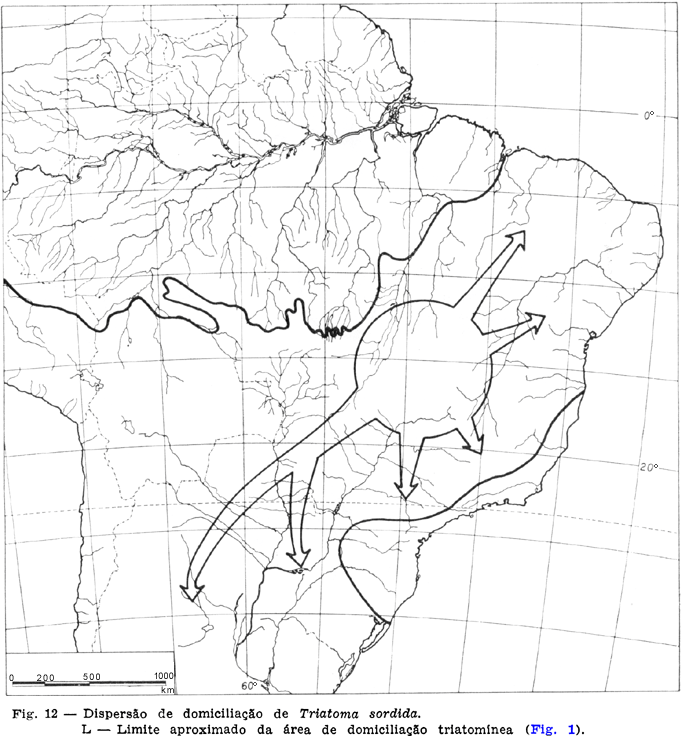 0°
20°
0 200 500 1000
km
60°
Fig. 12 — Dispersão de domiciliação de Triatoma sordida.
L — Limite aproximado da área de domiciliação triatomínea (Fig. 1).